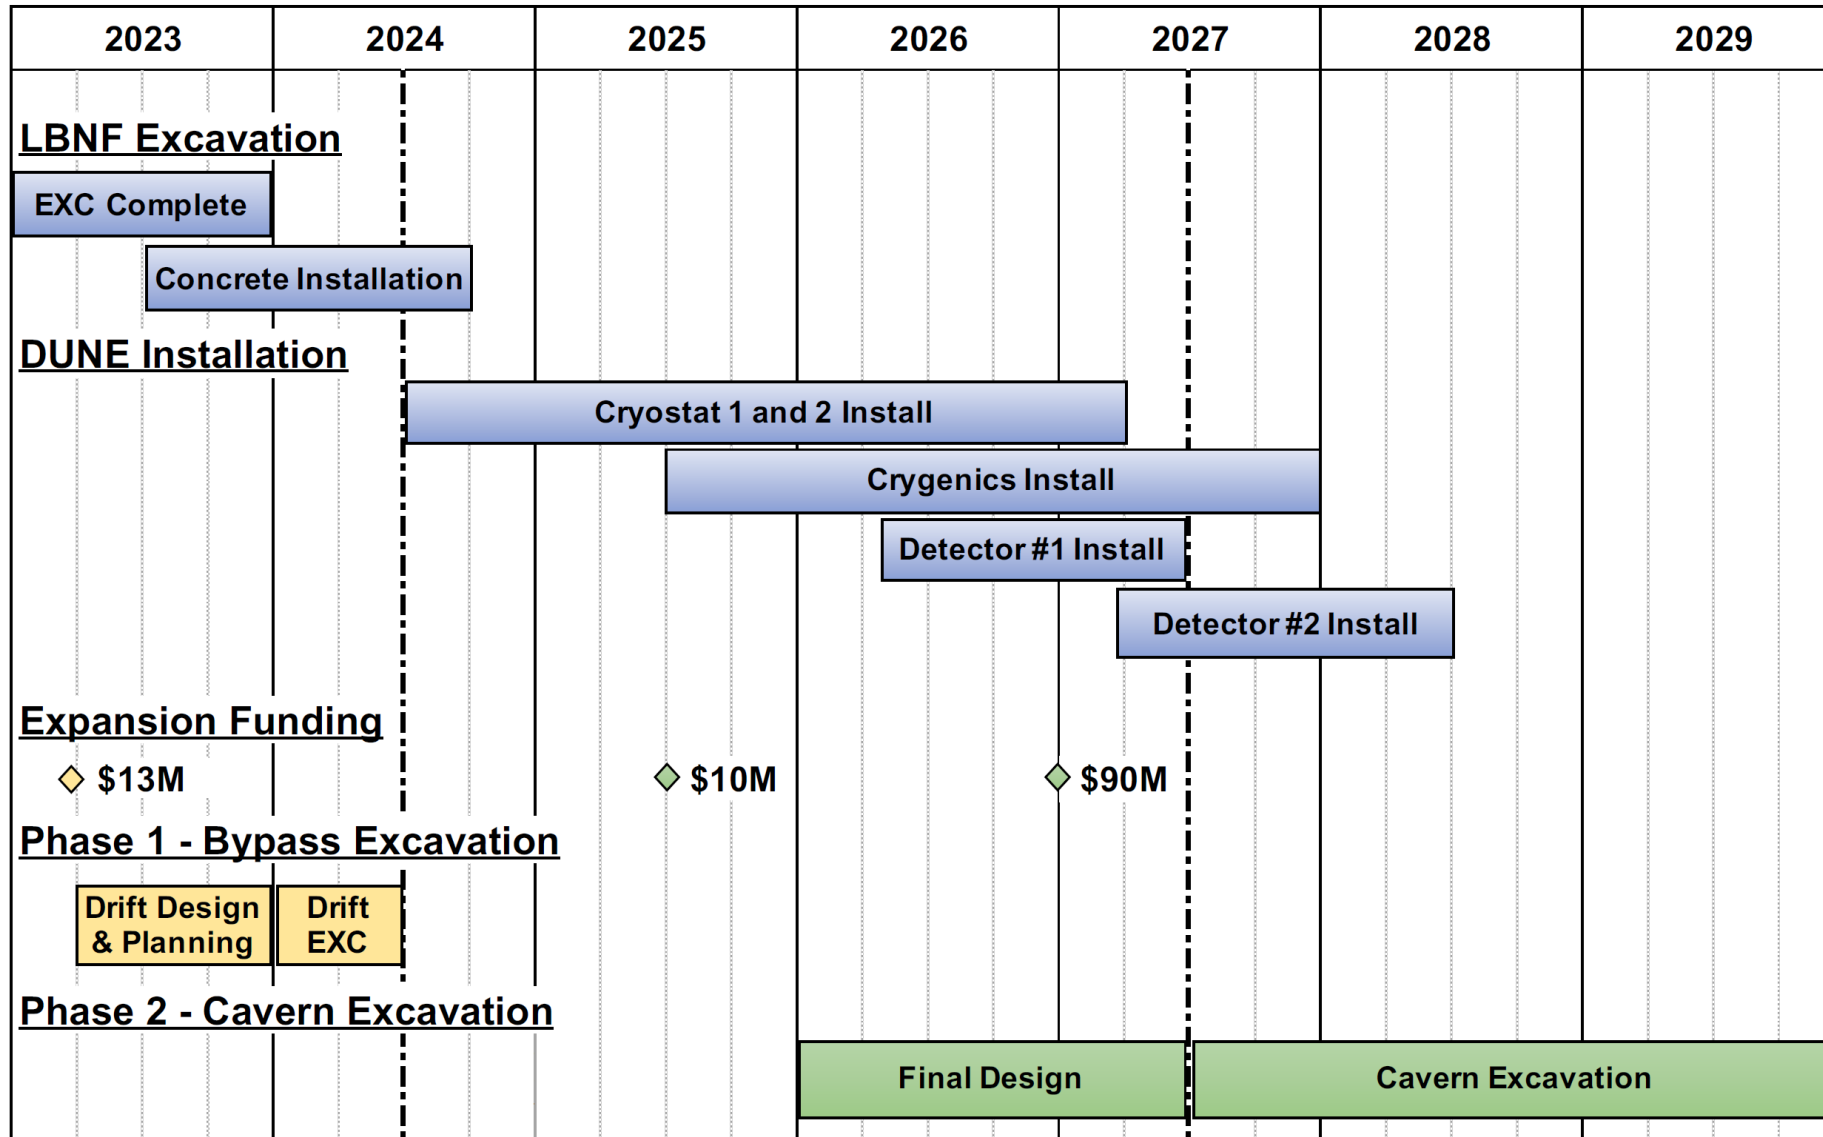 2023 2024 2025 2026 2027 2028 2029
LBNF Excavation
EXC Complete
Concrete Installation
DUNE Installation
Cryostat 1 and 2 Install
Crygenics Install
Detector #1 Install
Detector #2 Install
Expansion Funding
$13M $10M $90M
Phase 1 - Bypass Excavation
Drift Design
& Planning
Drift
EXC
Phase 2 - Cavern Excavation
Final Design
Cavern Excavation